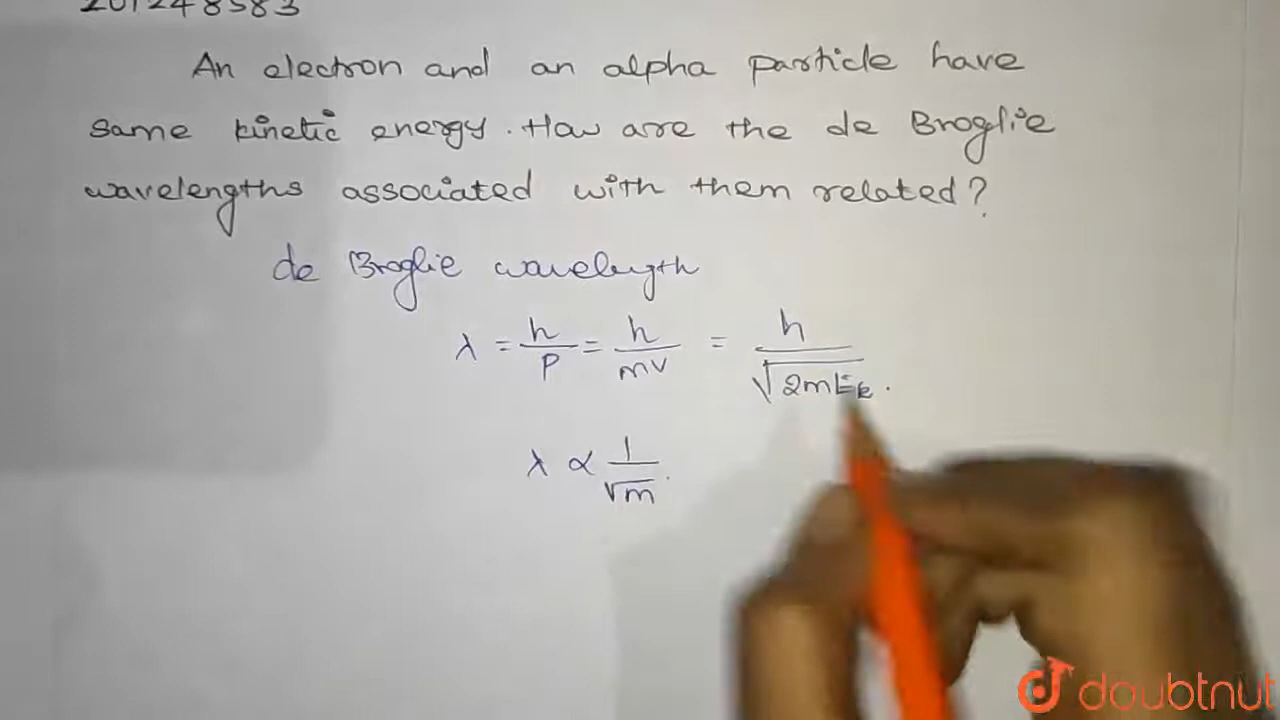 201248583
An electron and an alpha particle have
same kinetic energy. How are the de Broglie
wavelengths associated with them related?
de Broglie wavelength
λ = h/P = h/mv = h/√2mEk.
λ ∝ 1/√m.
doubtnut